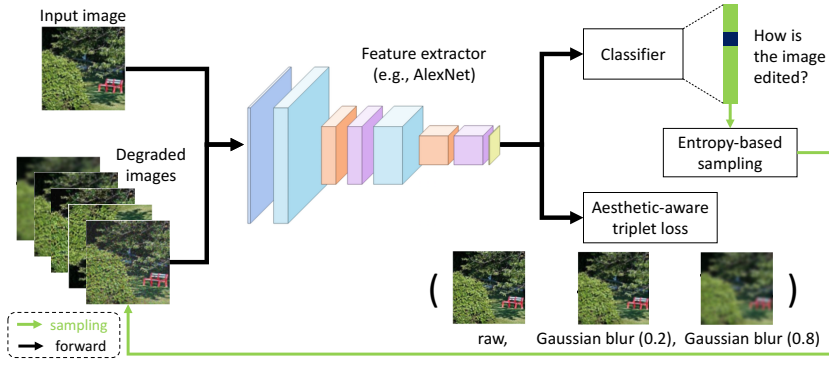 Input image
Degraded
images
Feature extractor
(e.g., AlexNet)
Classifier
How is
the image
edited?
Entropy-based
sampling
Aesthetic-aware
triplet loss
( )
raw, Gaussian blur (0.2), Gaussian blur (0.8)
sampling
forward